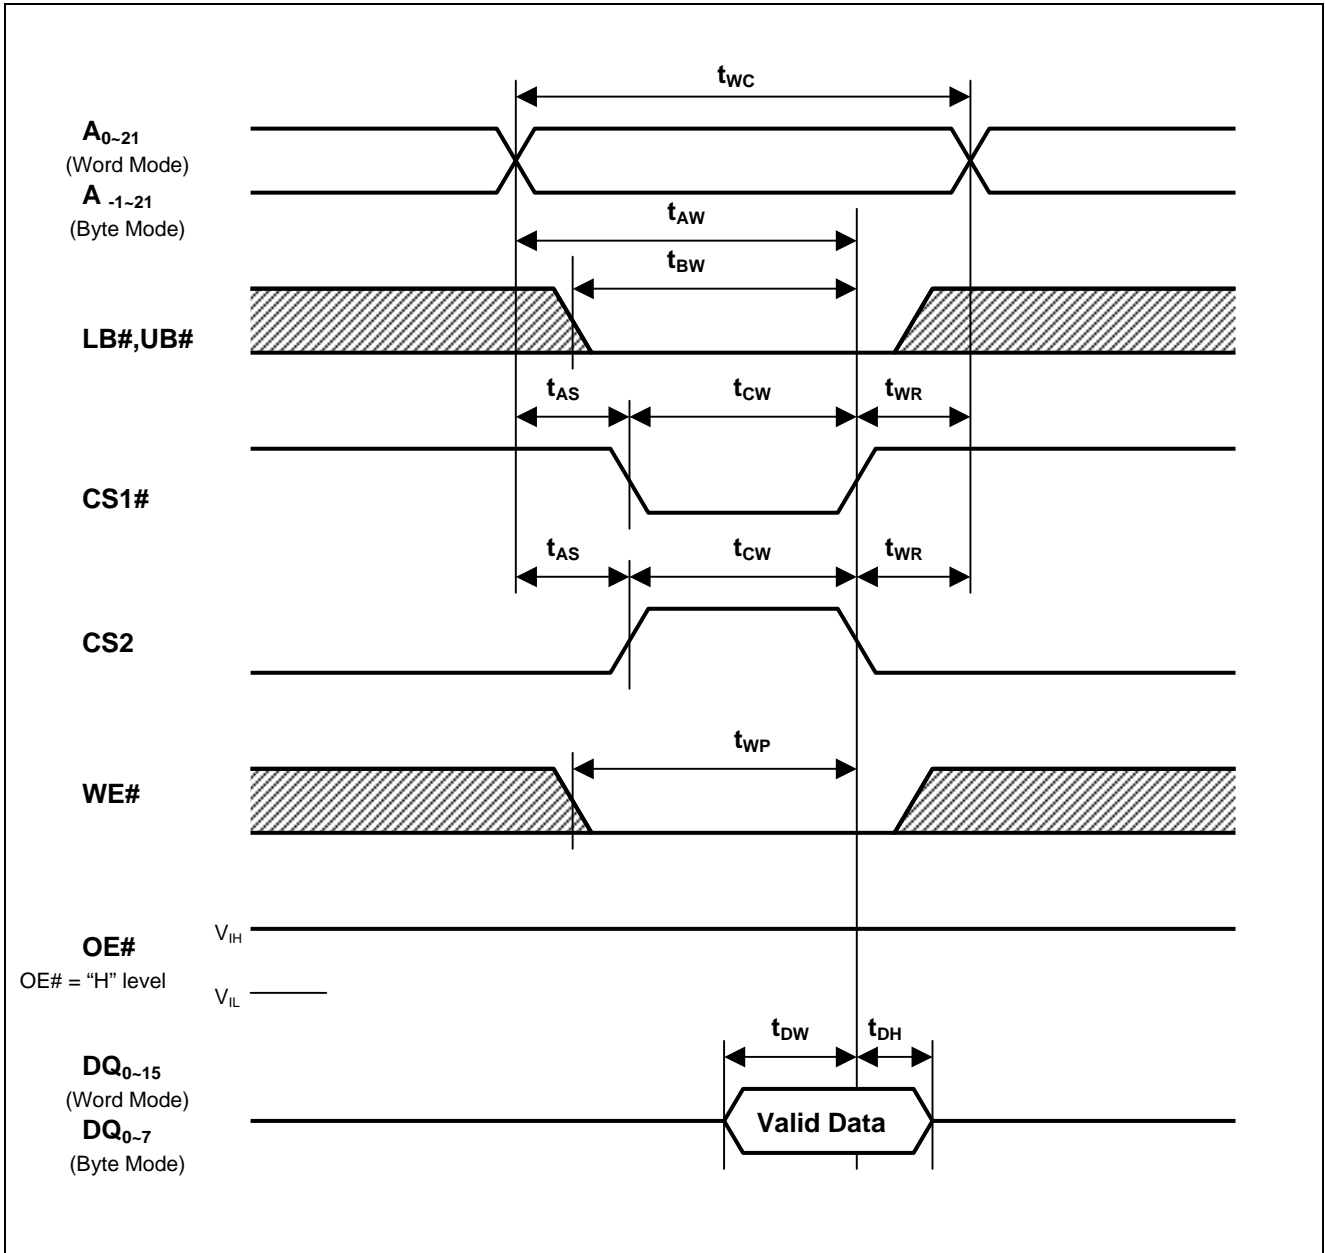 tWC
A0~21
(Word Mode)
A -1~21
(Byte Mode)
tAW
tBW
LB#,UB#
tAS tCW tWR
CS1#
tAS tCW tWR
CS2
tWP
WE#
VIH
OE#
OE# = “H” level
VIL
tDW tDH
DQ0~15
(Word Mode)
Valid Data
DQ0~7
(Byte Mode)